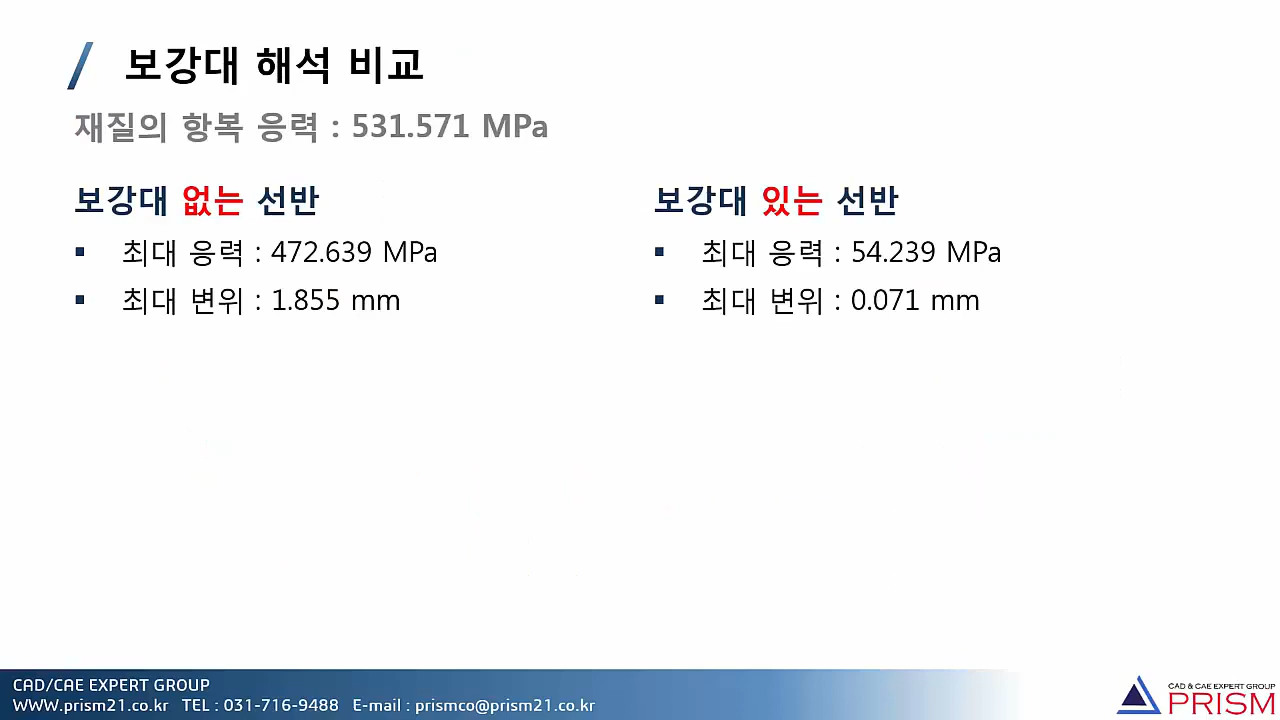 보강대 해석 비교
재질의 항복 응력 : 531.571 MPa
보강대 없는 선반
▪ 최대 응력 : 472.639 MPa
▪ 최대 변위 : 1.855 mm
보강대 있는 선반
▪ 최대 응력 : 54.239 MPa
▪ 최대 변위 : 0.071 mm
CAD/CAE EXPERT GROUP
WWW.prism21.co.kr TEL : 031-716-9488 E-mail : prismco@prism21.co.kr
CAD & CAE EXPERT GROUP
PRISM